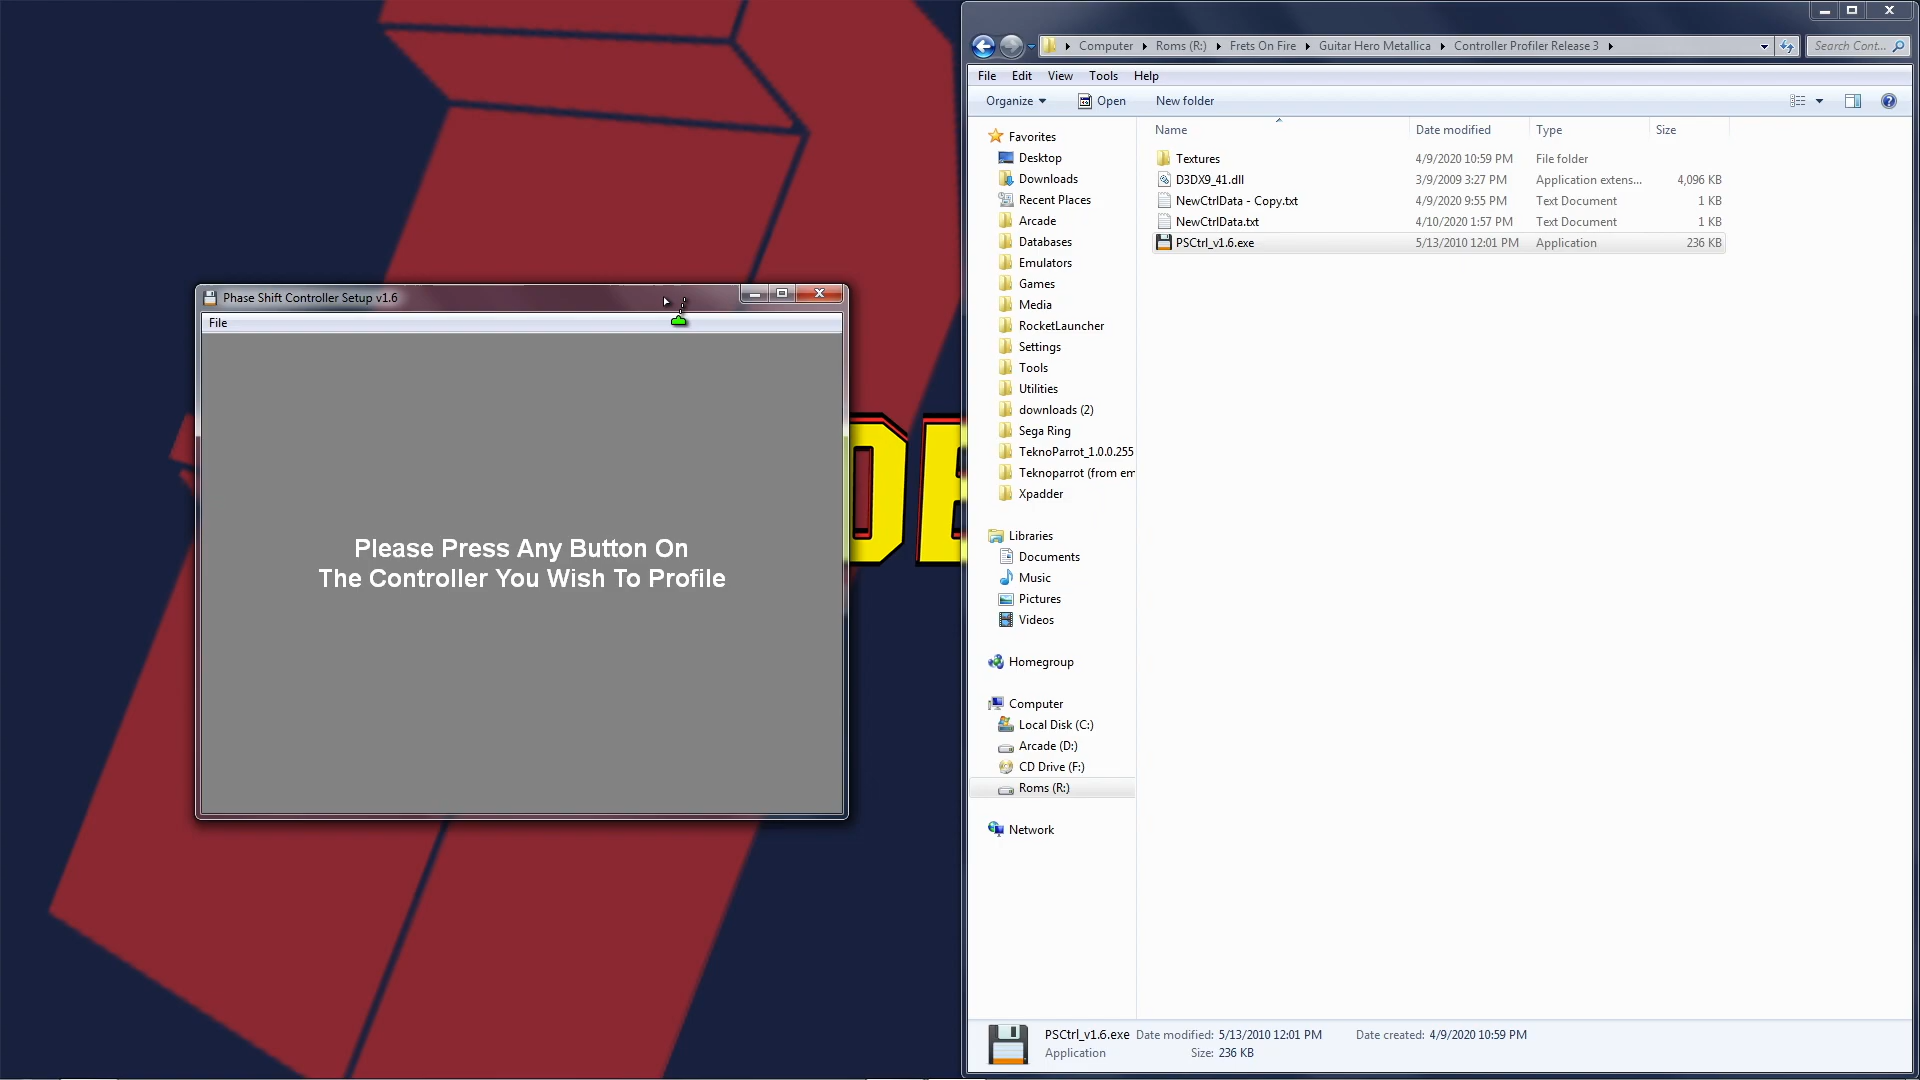 Phase Shift Controller Setup v1.6
File
Please Press Any Button On
The Controller You Wish To Profile
DE
Computer Roms (R:) Frets On Fire Guitar Hero Metallica Controller Profiler Release 3
Search Cont...
File Edit View Tools Help
Organize Open New folder
Name Date modified Type Size
Textures 4/9/2020 10:59 PM File folder
D3DX9_41.dll 3/9/2009 3:27 PM Application extens... 4,096 KB
NewCtrlData - Copy.txt 4/9/2020 9:55 PM Text Document 1 KB
NewCtrlData.txt 4/10/2020 1:57 PM Text Document 1 KB
PSCtrl_v1.6.exe 5/13/2010 12:01 PM Application 236 KB
Favorites
Desktop
Downloads
Recent Places
Arcade
Databases
Emulators
Games
Media
RocketLauncher
Settings
Tools
Utilities
downloads (2)
Sega Ring
TeknoParrot_1.0.0.255
Teknoparrot (from em
Xpadder
Libraries
Documents
Music
Pictures
Videos
Homegroup
Computer
Local Disk (C:)
Arcade (D:)
CD Drive (F:)
Roms (R:)
Network
PSCtrl_v1.6.exe Date modified: 5/13/2010 12:01 PM Date created: 4/9/2020 10:59 PM
Application Size: 236 KB